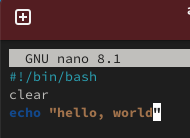 GNU nano 8.1
#!/bin/bash
clear
echo "hello, world"